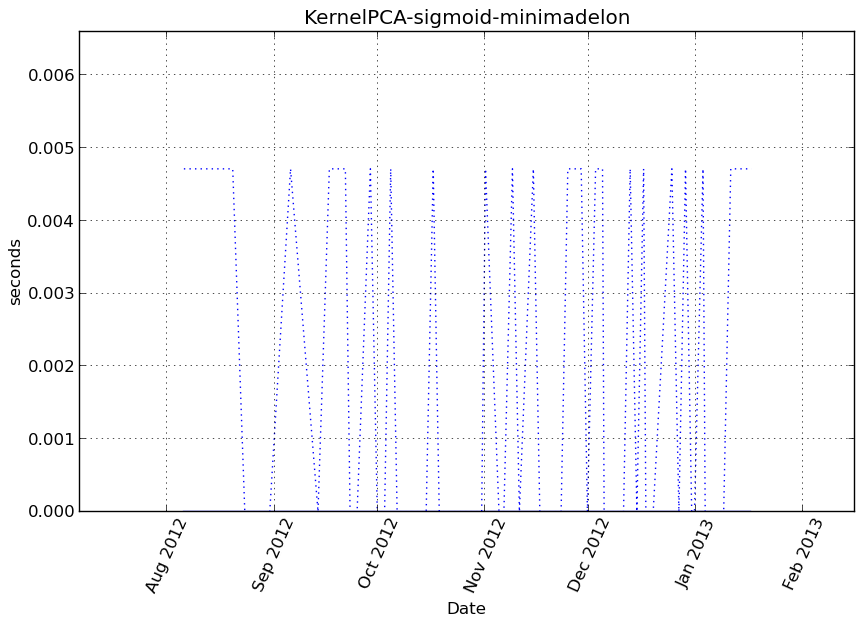 KernelPCA-sigmoid-minimadelon
0.006
0.005
0.004
0.003
0.002
0.001
0.000
seconds
Aug 2012
Sep 2012
Oct 2012
Nov 2012
Dec 2012
Jan 2013
Feb 2013
Date